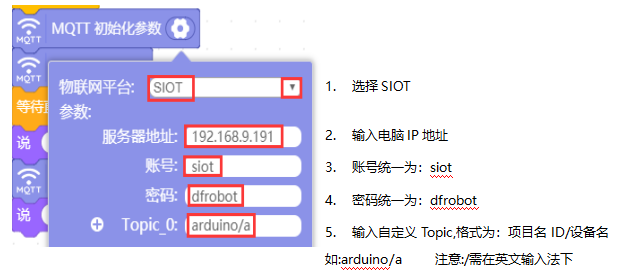 MQTT MQTT 初始化参数
MQTT
等待
说
MQTT
说
物联网平台: SIOT
参数:
服务器地址: 192.168.9.191
账号: siot
密码: dfrobot
Topic_0: arduino/a
1. 选择 SIOT
2. 输入电脑 IP 地址
3. 账号统一为：siot
4. 密码统一为：dfrobot
5. 输入自定义 Topic,格式为：项目名 ID/设备名
如:arduino/a 注意:/需在英文输入法下